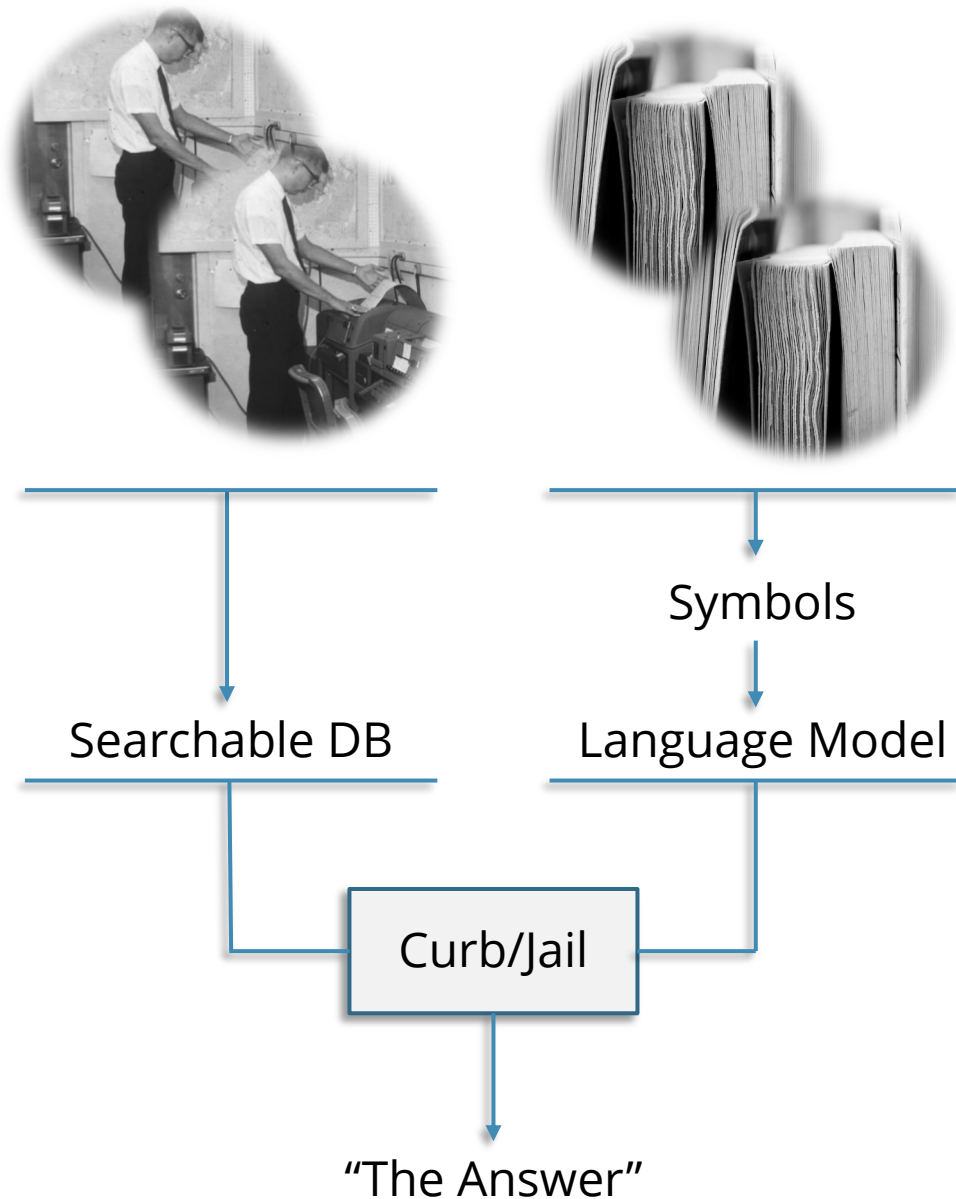 Symbols
Searchable DB
Language Model
Curb/Jail
“The Answer”